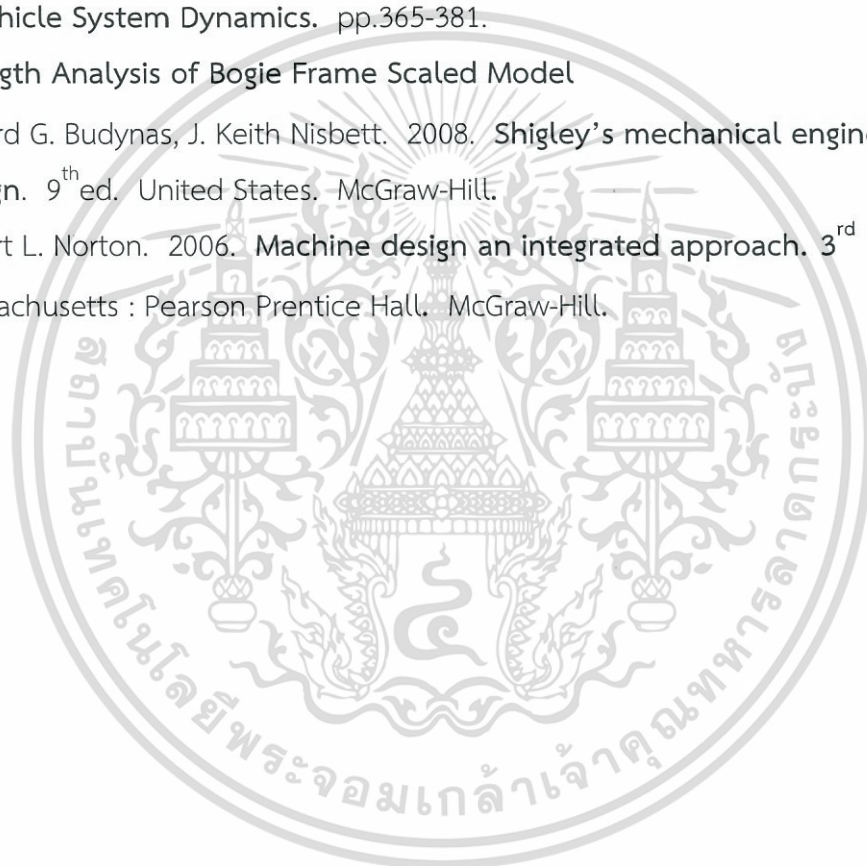 hicle System Dynamics. pp.365-381.
gth Analysis of Bogie Frame Scaled Model
rd G. Budynas, J. Keith Nisbett. 2008. Shigley's mechanical engine
gn. 9th ed. United States. McGraw-Hill.
rt L. Norton. 2006. Machine design an integrated approach. 3rd
achusetts : Pearson Prentice Hall. McGraw-Hill.
สถาบันเทคโนโลยีพระจอมเกล้าเจ้าคุณทหารลาดกระบัง